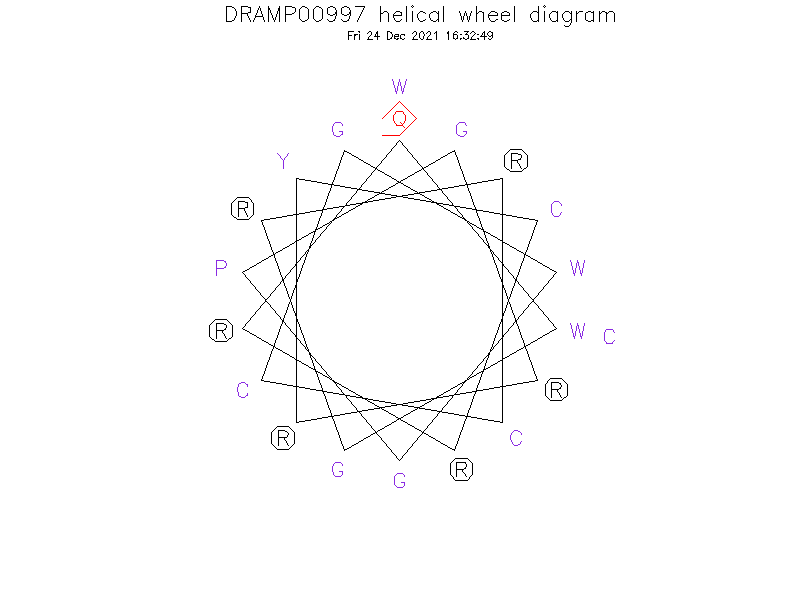 DRAMP00997 helical wheel diagram
Fri 24 Dec 2021 16:32:49
W
Q
G G
Y R
R C
P W
R W C
C R
R C
G R
G